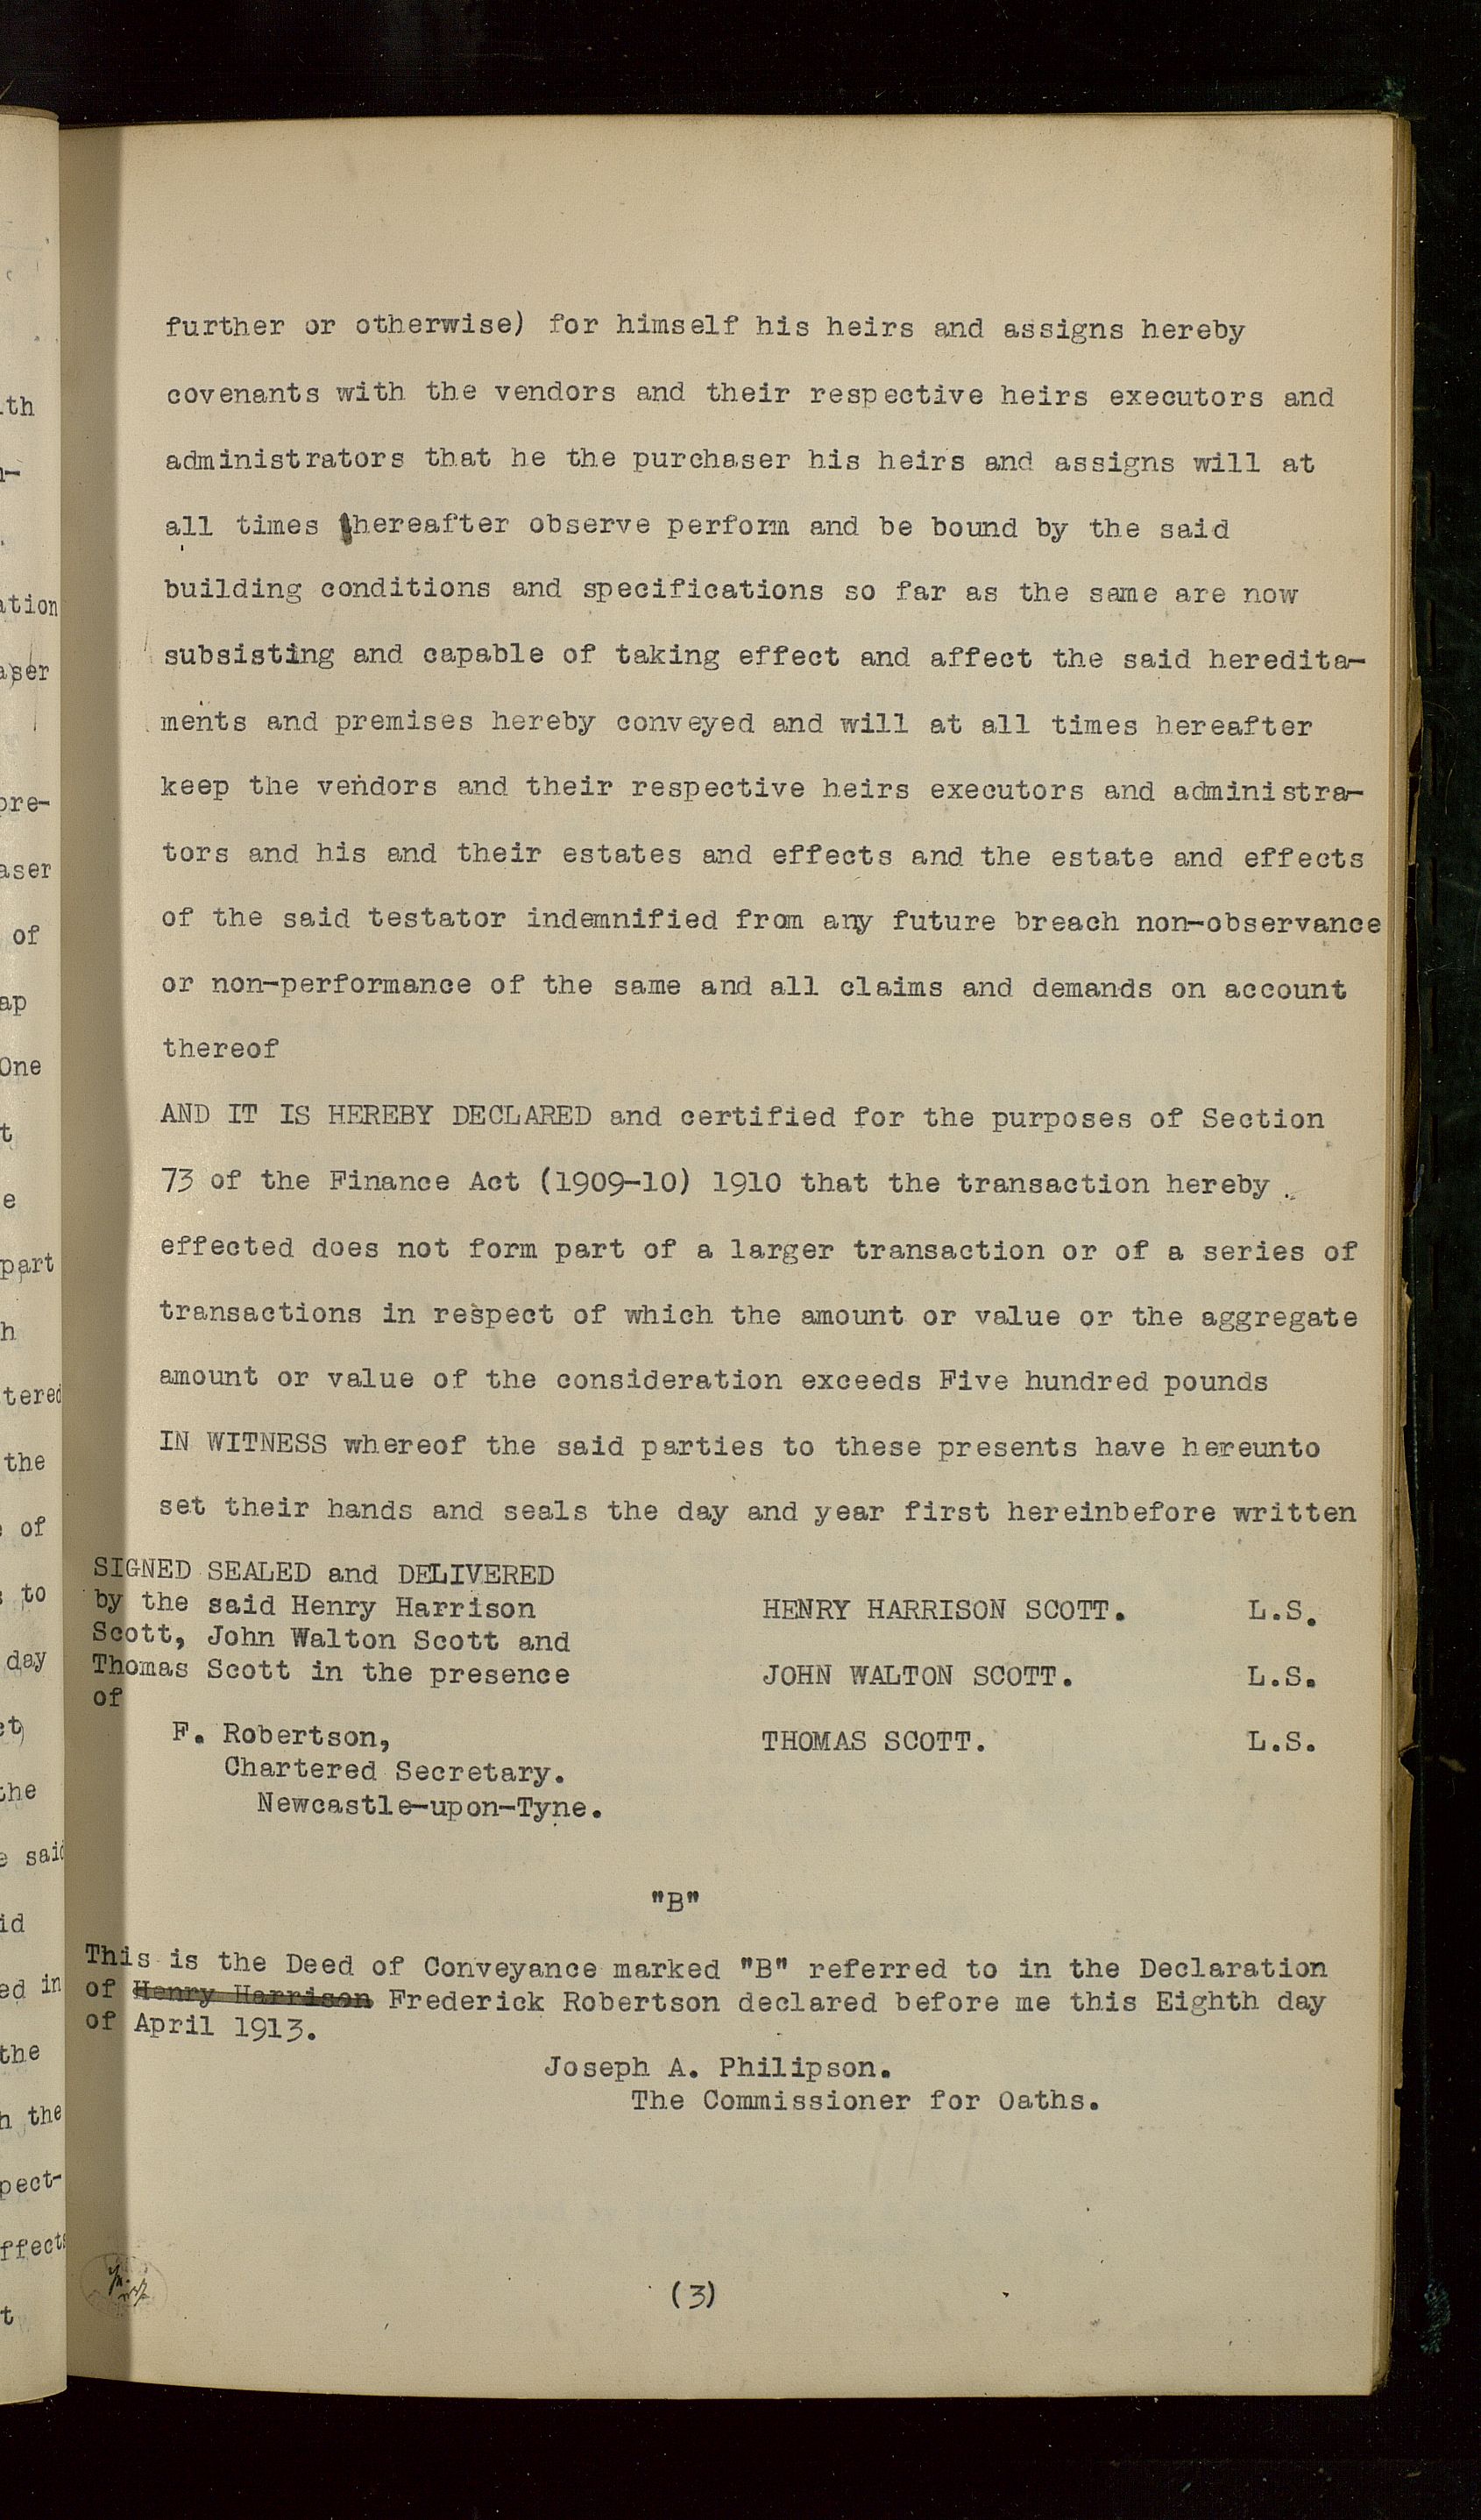 further or otherwise) for himself his heirs and assigns hereby
covenants with the vendors and their respective heirs executors and
administrators that he the purchaser his heirs and assigns will at
all times thereafter observe perform and be bound by the said
building conditions and specifications so far as the same are now
subsisting and capable of taking effect and affect the said heredita-
ments and premises hereby conveyed and will at all times hereafter
keep the vendors and their respective heirs executors and administra-
tors and his and their estates and effects and the estate and effects
of the said testator indemnified from any future breach non-observance
or non-performance of the same and all claims and demands on account
thereof
AND IT IS HEREBY DECLARED and certified for the purposes of Section
73 of the Finance Act (1909-10) 1910 that the transaction hereby
effected does not form part of a larger transaction or of a series of
transactions in respect of which the amount or value or the aggregate
amount or value of the consideration exceeds Five hundred pounds
IN WITNESS whereof the said parties to these presents have hereunto
set their hands and seals the day and year first hereinbefore written
SIGNED SEALED and DELIVERED
by the said Henry Harrison
Scott, John Walton Scott and
Thomas Scott in the presence
of
HENRY HARRISON SCOTT. L.S.
JOHN WALTON SCOTT. L.S.
THOMAS SCOTT. L.S.
F. Robertson,
Chartered Secretary.
Newcastle-upon-Tyne.
"B"
This is the Deed of Conveyance marked "B" referred to in the Declaration
of Henry Harrison Frederick Robertson declared before me this Eighth day
of April 1913.
Joseph A. Philipson.
The Commissioner for Oaths.
(3)